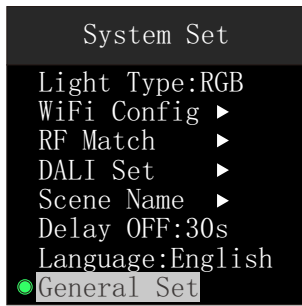 System Set
Light Type:RGB
WiFi Config ▶
RF Match ▶
DALI Set ▶
Scene Name ▶
Delay OFF:30s
Language:English
General Set